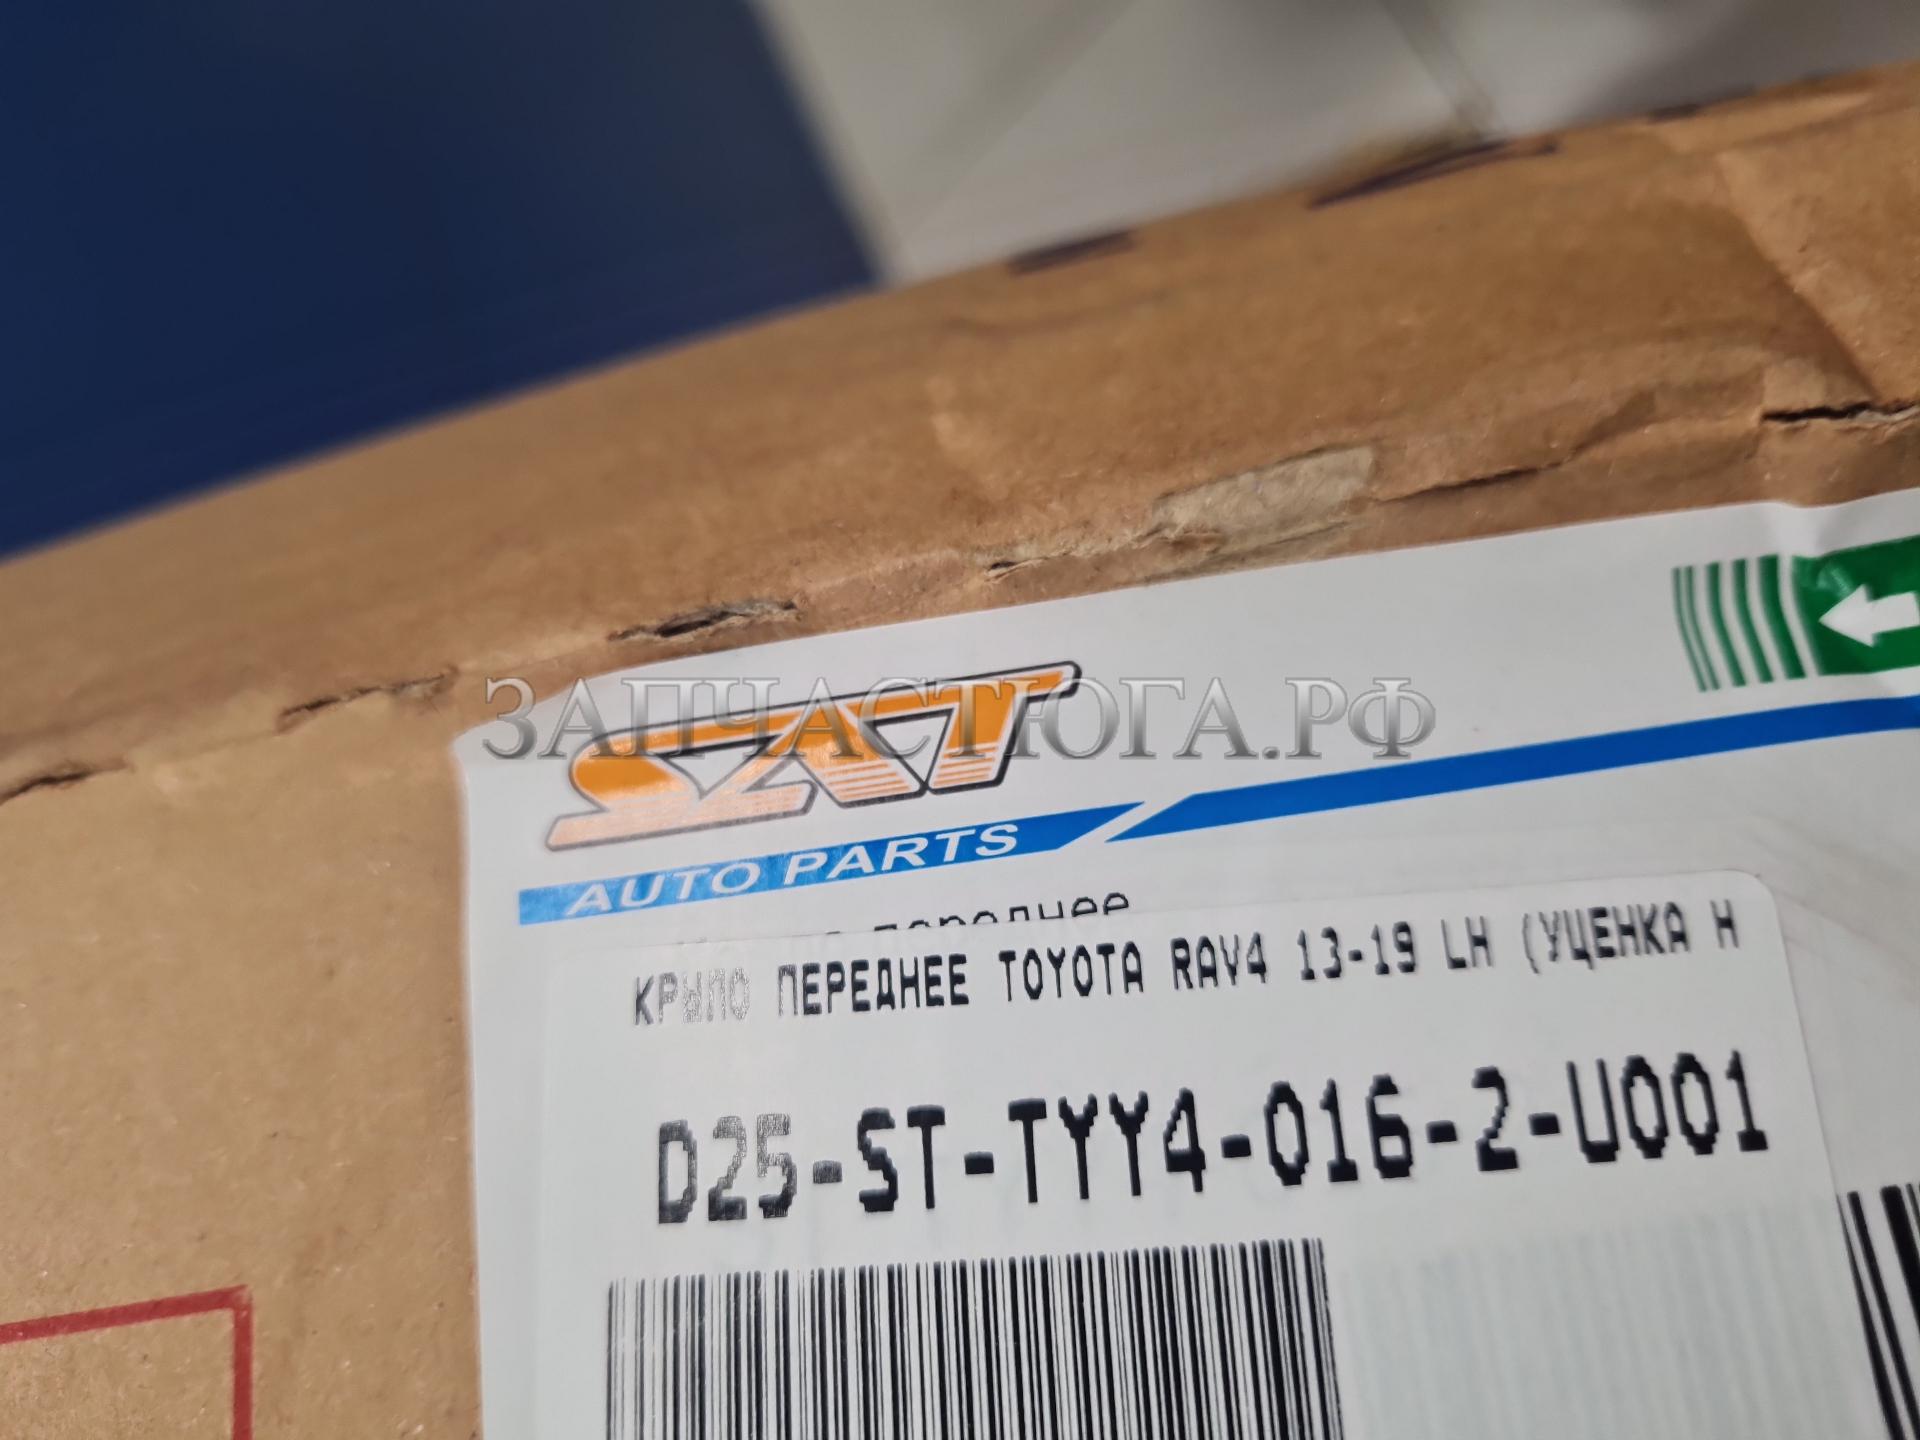 ЗАПЧАСТЮГА.РФ
SAT
AUTO PARTS
переднее
КРЫЛО ПЕРЕДНЕЕ TOYOTA RAV4 13-19 LH (УЦЕНКА Н
D25-ST-TYY4-016-2-U001